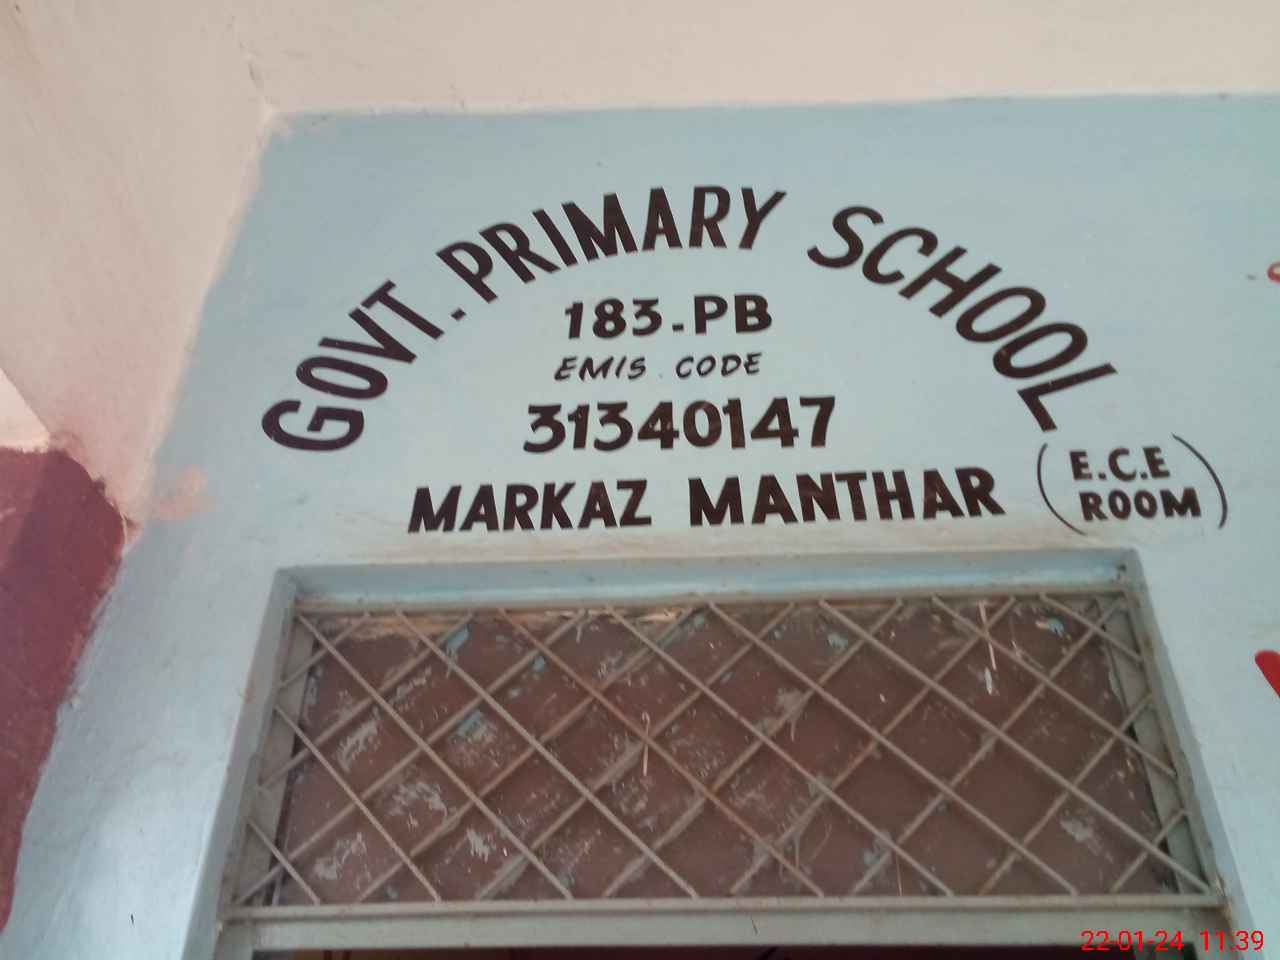 GOVT. PRIMARY SCHOOL
183-PB
EMIS CODE
31340147
MARKAZ MANTHAR
(E.C.E
ROOM)
22-01-24 11:39